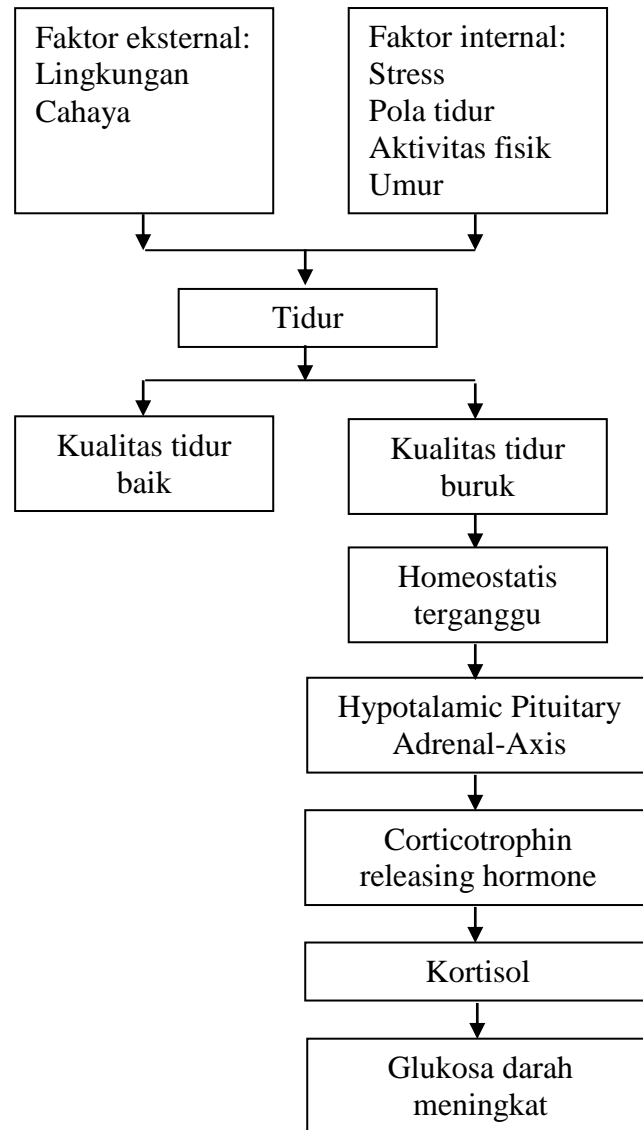 Faktor eksternal:
Lingkungan
Cahaya
Faktor internal:
Stress
Pola tidur
Aktivitas fisik
Umur
Tidur
Kualitas tidur
baik
Kualitas tidur
buruk
Homeostatis
terganggu
Hypotalamic Pituitary
Adrenal-Axis
Corticotrophin
releasing hormone
Kortisol
Glukosa darah
meningkat